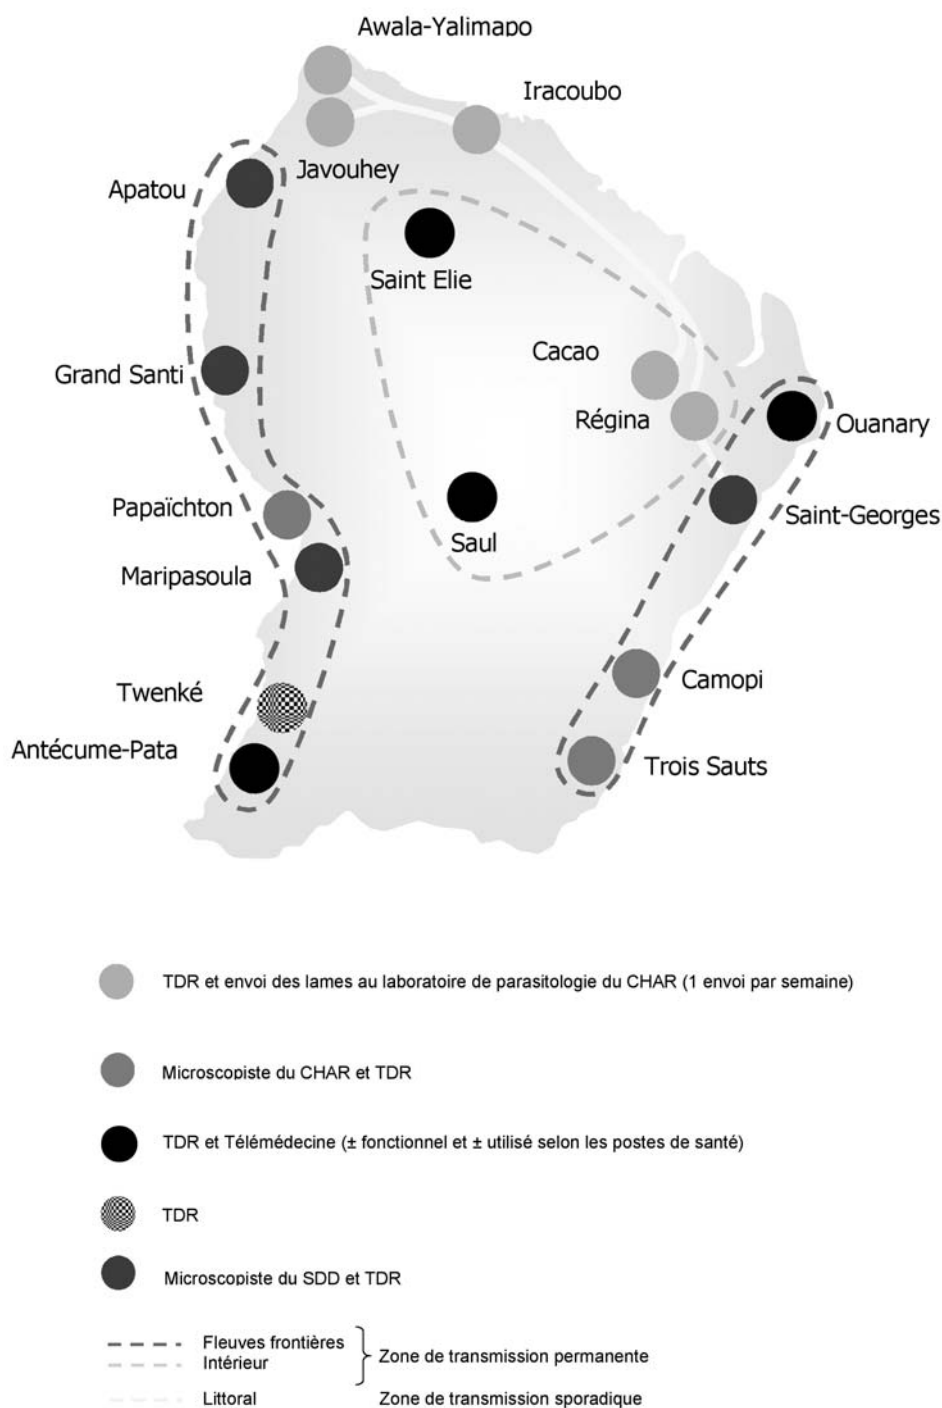 Awala-Yalimapo
Iracoubo
Javouhey
Apatou
Saint Elie
Cacao
Grand Santi
Régina
Ouanary
Papaïchton
Saint-Georges
Saul
Maripasoula
Camopi
Twenké
Antécume-Pata
Trois Sauts
TDR et envoi des lames au laboratoire de parasitologie du CHAR (1 envoi par semaine)
Microscopiste du CHAR et TDR
TDR et Télémédecine (± fonctionnel et ± utilisé selon les postes de santé)
TDR
Microscopiste du SDD et TDR
Fleuves frontières
Intérieur
Zone de transmission permanente
Littoral Zone de transmission sporadique